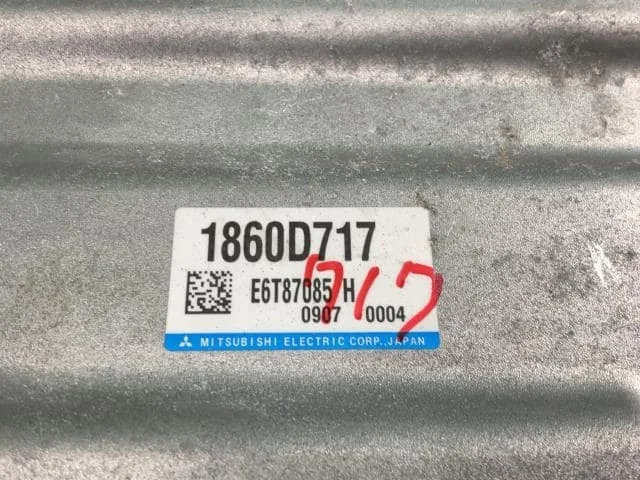 1860D717
E6T87085 H
717
0907 0004
MITSUBISHI ELECTRIC CORP., JAPAN